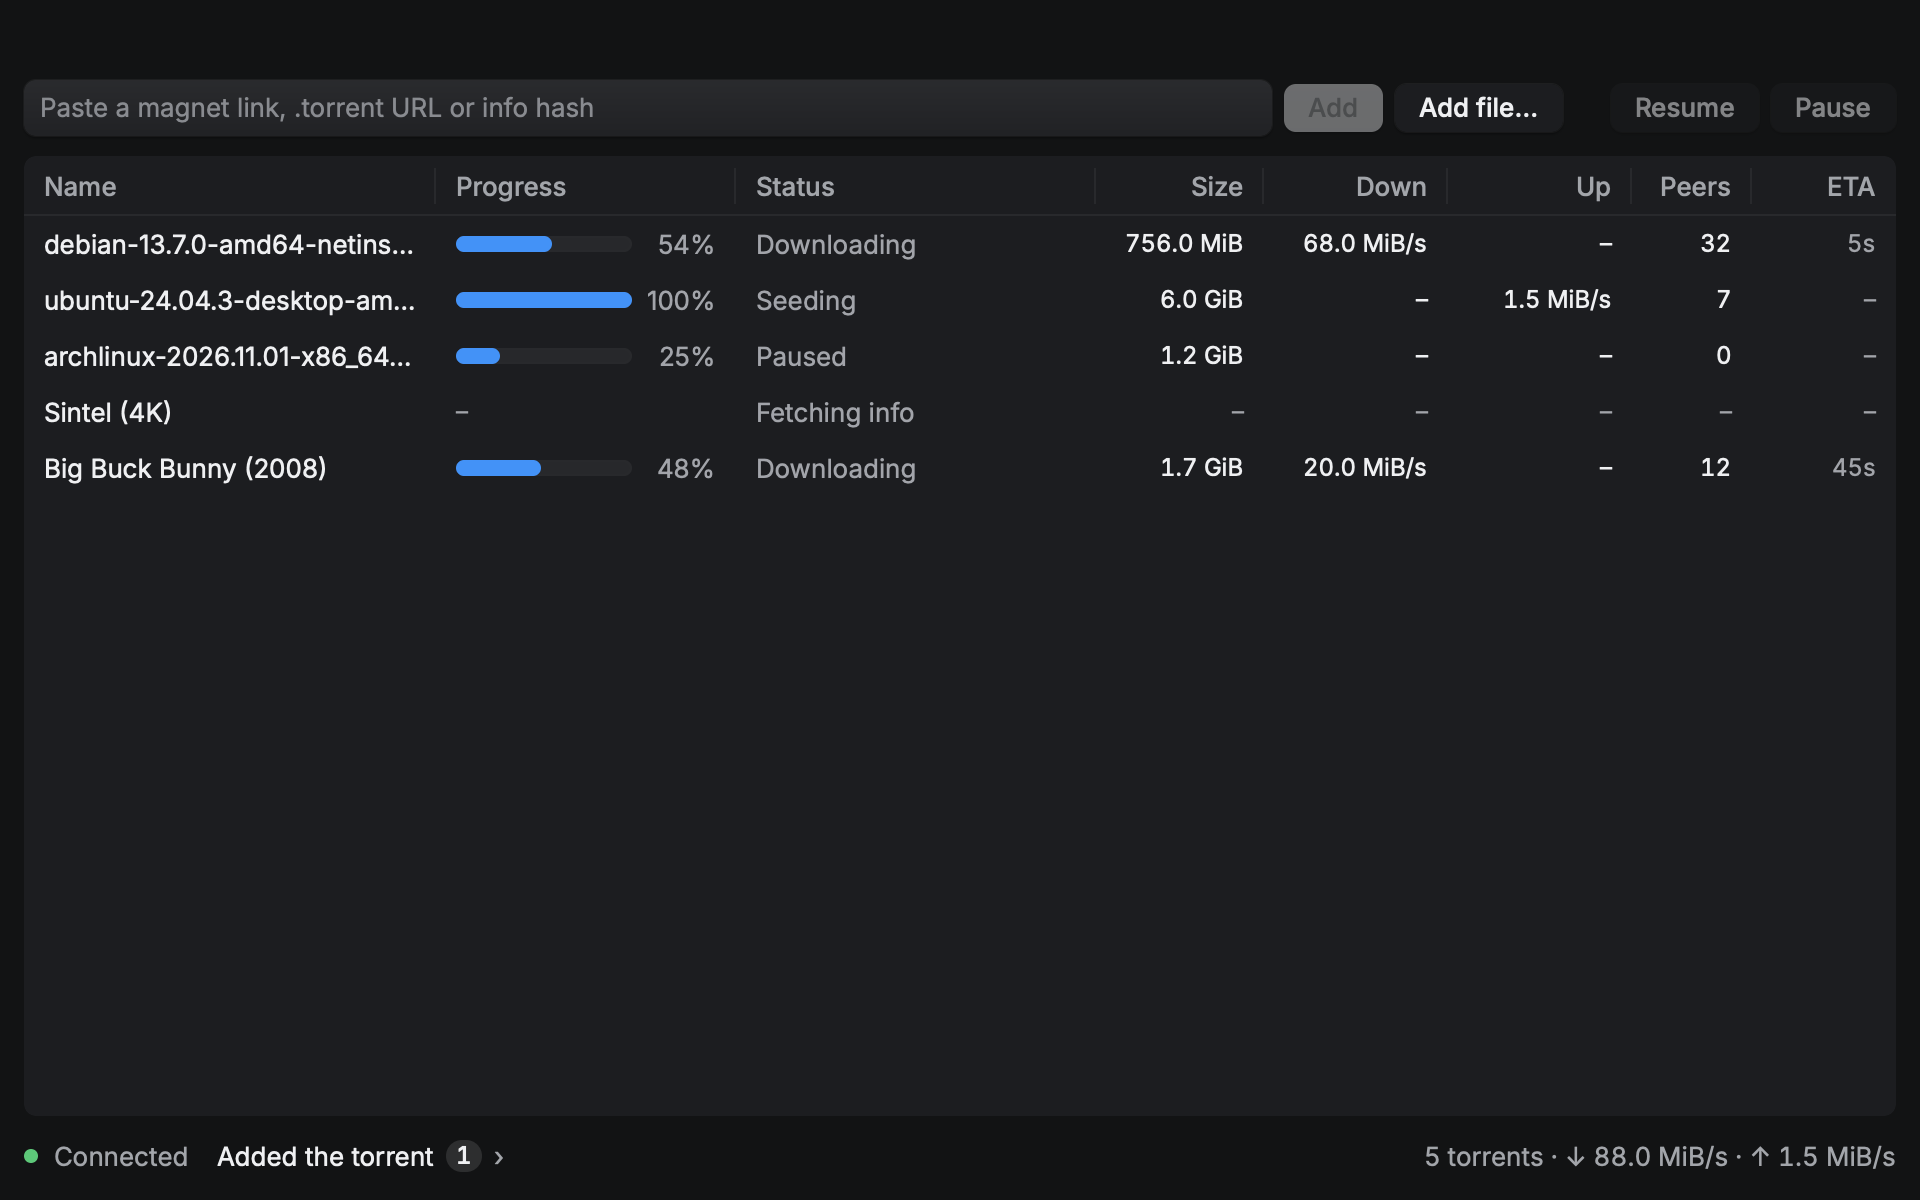 Paste a magnet link, .torrent URL or info hash Add Add file... Resume Pause
Name Progress Status Size Down Up Peers ETA
debian-13.7.0-amd64-netins... 54% Downloading 756.0 MiB 68.0 MiB/s – 32 5s
ubuntu-24.04.3-desktop-am... 100% Seeding 6.0 GiB – 1.5 MiB/s 7 –
archlinux-2026.11.01-x86_64... 25% Paused 1.2 GiB – – 0 –
Sintel (4K) – Fetching info – – – – –
Big Buck Bunny (2008) 48% Downloading 1.7 GiB 20.0 MiB/s – 12 45s
Connected Added the torrent 1 › 5 torrents · ↓ 88.0 MiB/s · ↑ 1.5 MiB/s